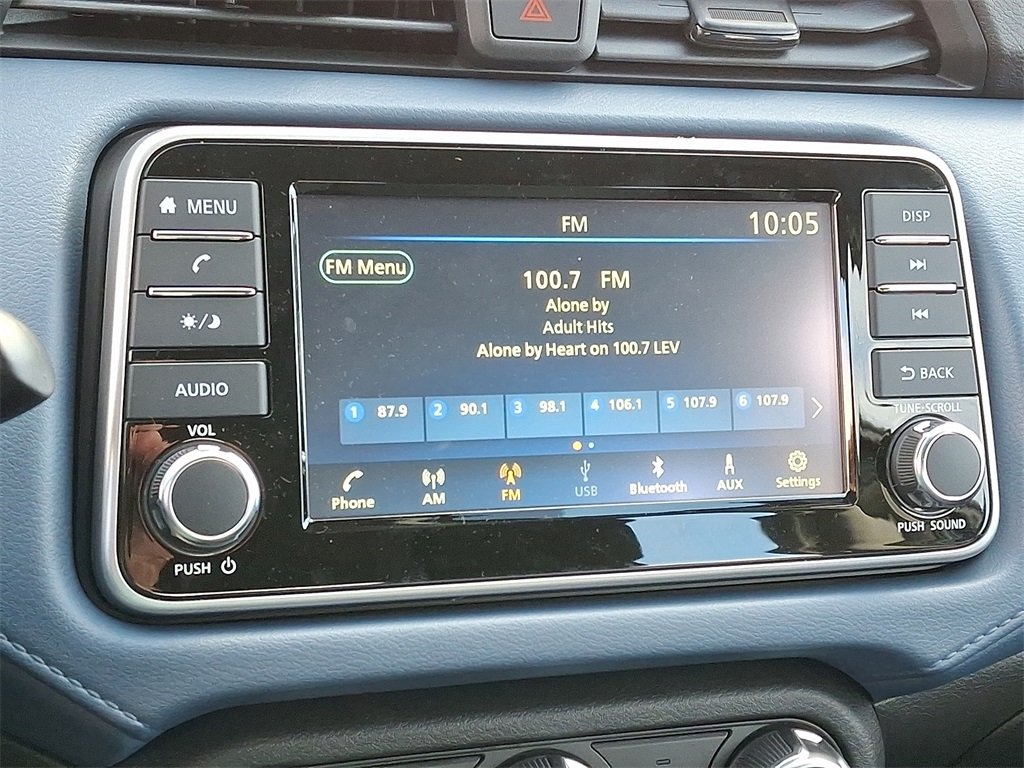 MENU
AUDIO
VOL
PUSH
FM
10:05
FM Menu
100.7 FM
Alone by
Adult Hits
Alone by Heart on 100.7 LEV
1 87.9 2 90.1 3 98.1 4 106.1 5 107.9 6 107.9
Phone AM FM USB Bluetooth AUX Settings
DISP
BACK
TUNE·SCROLL
PUSH SOUND